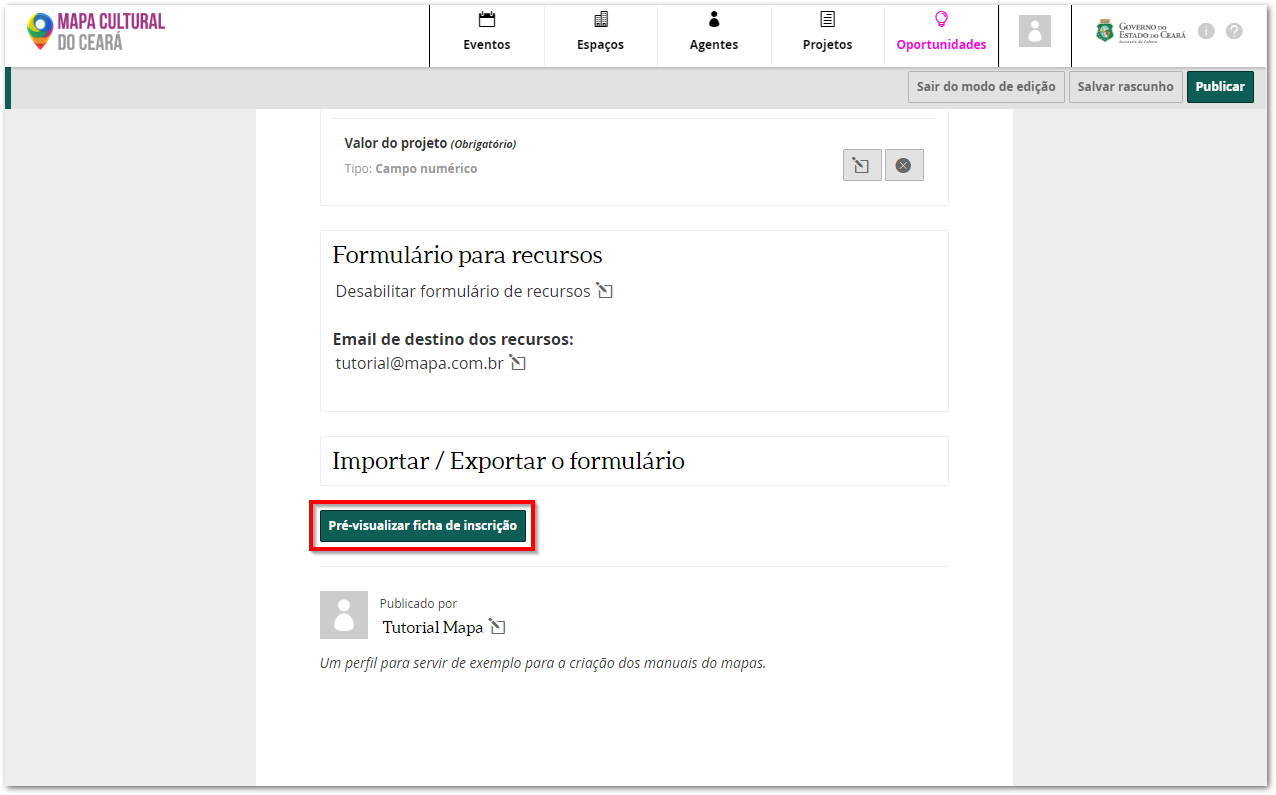 MAPA CULTURAL
DO CEARÁ
Eventos
Espaços
Agentes
Projetos
Oportunidades
GOVERNO DO
ESTADO DO CEARÁ
Secretaria da Cultura
i
?
Sair do modo de edição
Salvar rascunho
Publicar
Valor do projeto (Obrigatório)
Tipo: Campo numérico
Formulário para recursos
Desabilitar formulário de recursos
Email de destino dos recursos:
tutorial@mapa.com.br
Importar / Exportar o formulário
Pré-visualizar ficha de inscrição
Publicado por
Tutorial Mapa
Um perfil para servir de exemplo para a criação dos manuais do mapas.